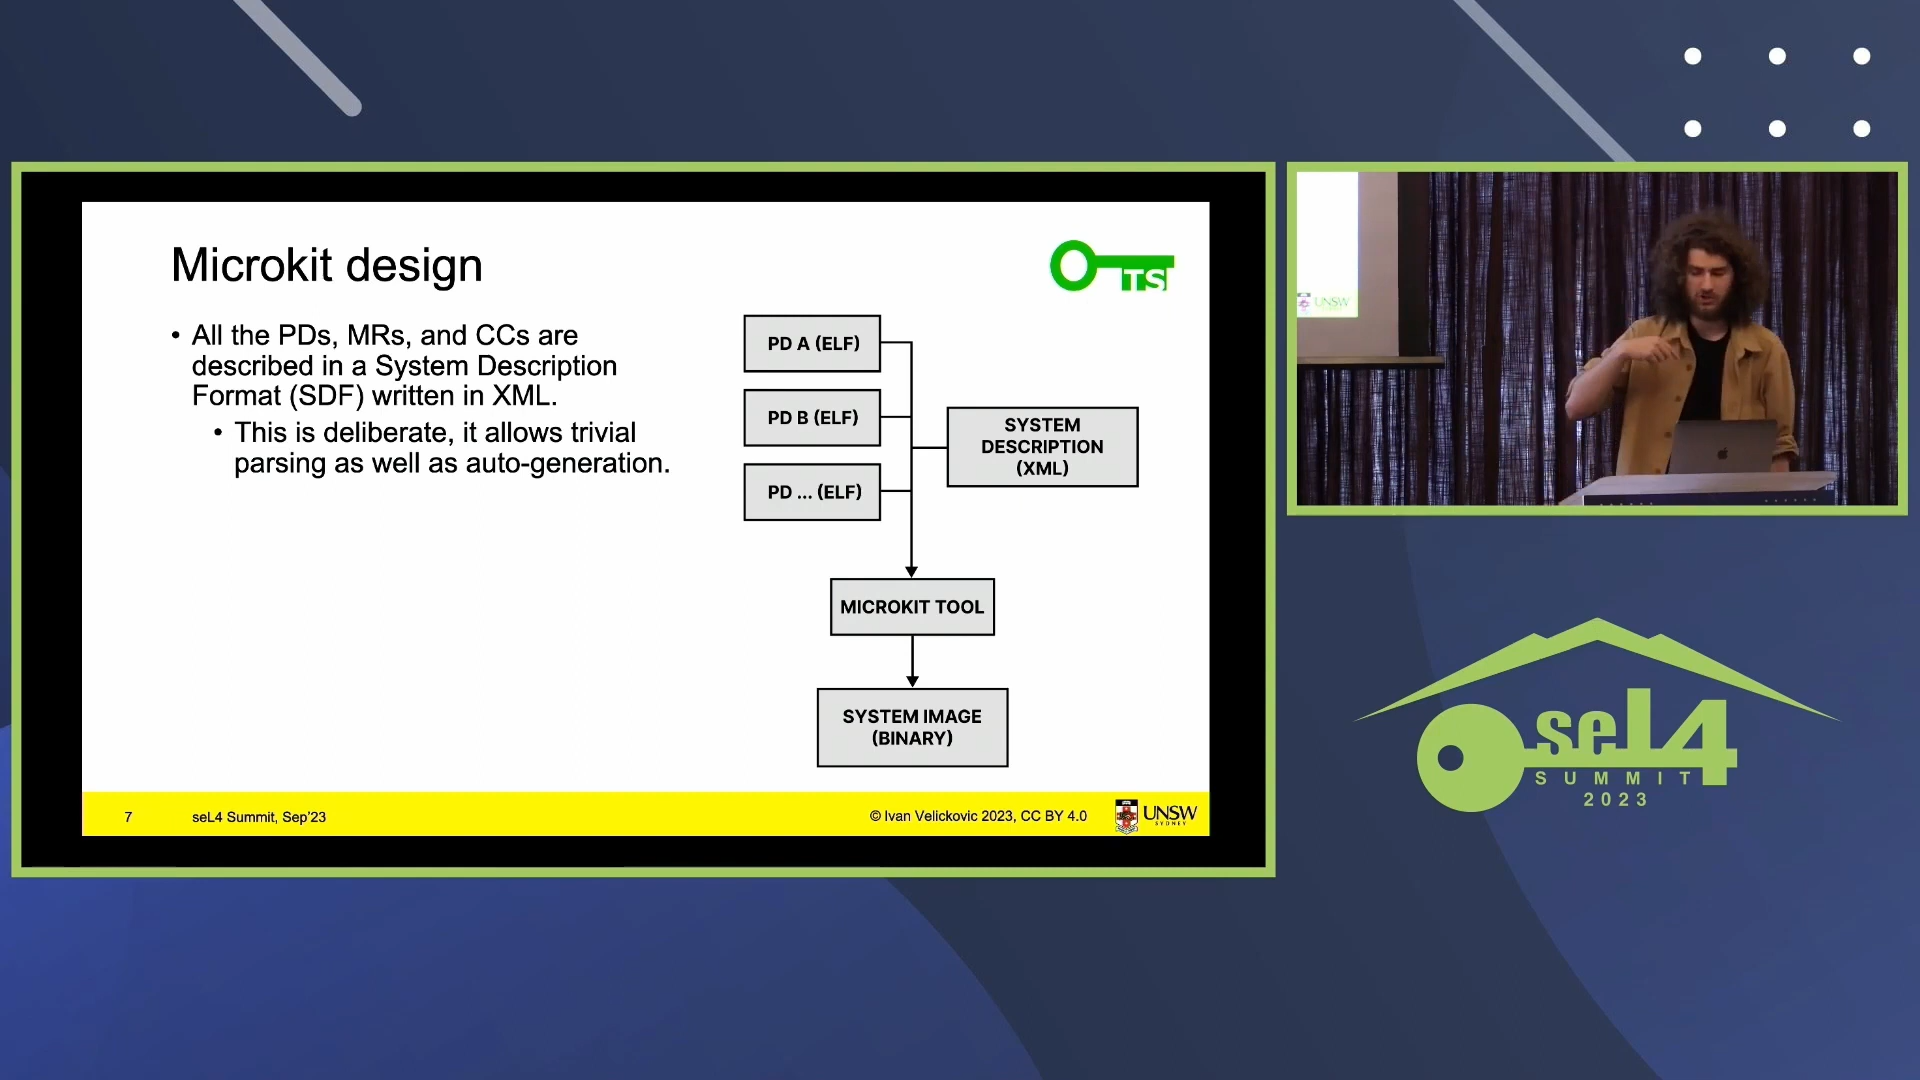 Microkit design
TS
• All the PDs, MRs, and CCs are
described in a System Description
Format (SDF) written in XML.
• This is deliberate, it allows trivial
parsing as well as auto-generation.
PD A (ELF)
PD B (ELF)
PD ... (ELF)
SYSTEM
DESCRIPTION
(XML)
MICROKIT TOOL
SYSTEM IMAGE
(BINARY)
7
seL4 Summit, Sep'23
© Ivan Velickovic 2023, CC BY 4.0
UNSW
SYDNEY
UNSW
seL4
SUMMIT
2023